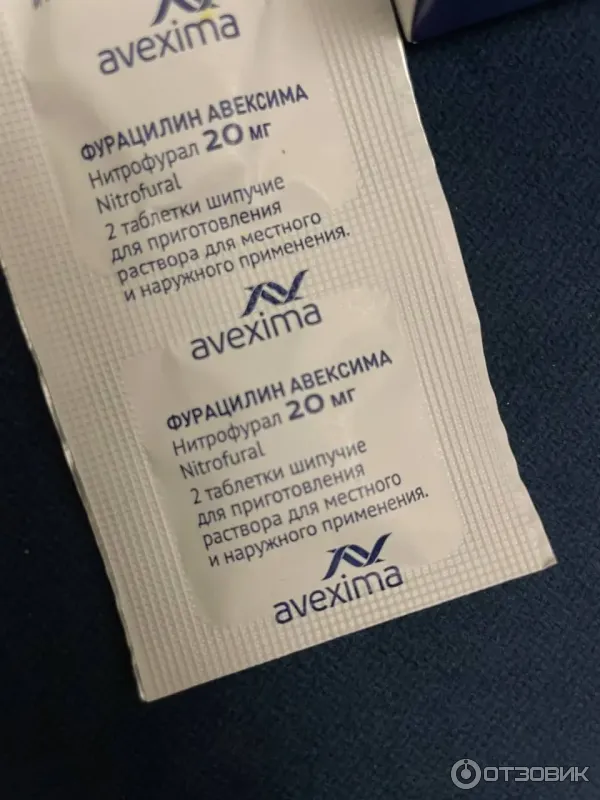 avexima
ФУРАЦИЛИН АВЕКСИМА
Нитрофурал 20 мг
Nitrofural
2 таблетки шипучие
для приготовления
раствора для местного
и наружного применения.
avexima
ФУРАЦИЛИН АВЕКСИМА
Нитрофурал 20 мг
Nitrofural
2 таблетки шипучие
для приготовления
раствора для местного
и наружного применения.
avexima
ОТЗОВИК